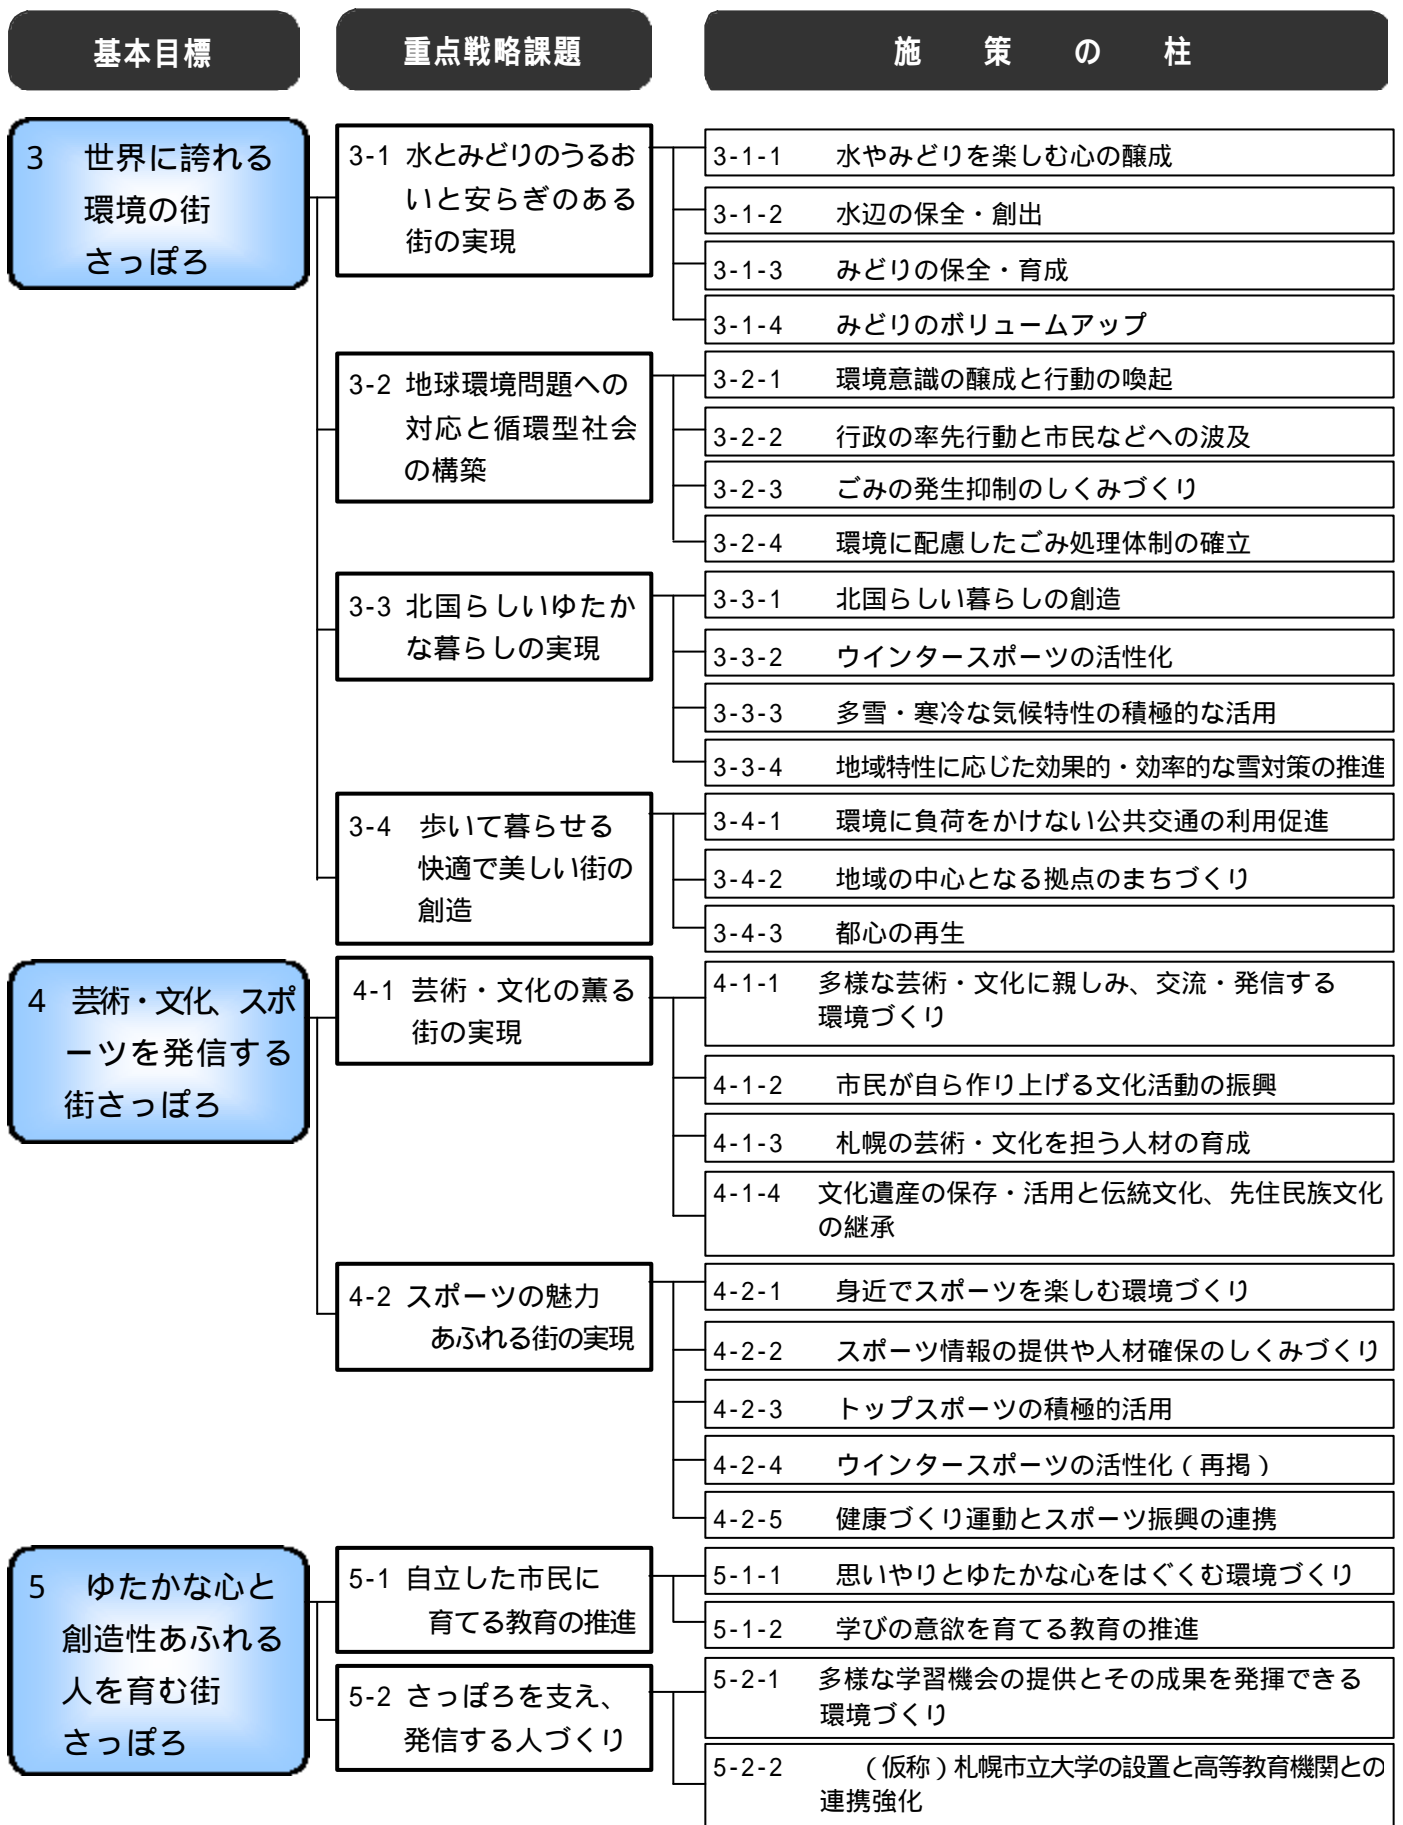 基本目標
重点戦略課題
施策の柱
3 世界に誇れる
環境の街
さっぽろ
3-1 水とみどりのうるお
いと安らぎのある
街の実現
3-1-1 水やみどりを楽しむ心の醸成
3-1-2 水辺の保全・創出
3-1-3 みどりの保全・育成
3-1-4 みどりのボリュームアップ
3-2 地球環境問題への
対応と循環型社会
の構築
3-2-1 環境意識の醸成と行動の喚起
3-2-2 行政の率先行動と市民などへの波及
3-2-3 ごみの発生抑制のしくみづくり
3-2-4 環境に配慮したごみ処理体制の確立
3-3 北国らしいゆたか
な暮らしの実現
3-3-1 北国らしい暮らしの創造
3-3-2 ウインタースポーツの活性化
3-3-3 多雪・寒冷な気候特性の積極的な活用
3-3-4 地域特性に応じた効果的・効率的な雪対策の推進
3-4 歩いて暮らせる
快適で美しい街の
創造
3-4-1 環境に負荷をかけない公共交通の利用促進
3-4-2 地域の中心となる拠点のまちづくり
3-4-3 都心の再生
4 芸術・文化、スポ
ーツを発信する
街さっぽろ
4-1 芸術・文化の薫る
街の実現
4-1-1 多様な芸術・文化に親しみ、交流・発信する
環境づくり
4-1-2 市民が自ら作り上げる文化活動の振興
4-1-3 札幌の芸術・文化を担う人材の育成
4-1-4 文化遺産の保存・活用と伝統文化、先住民族文化
の継承
4-2 スポーツの魅力
あふれる街の実現
4-2-1 身近でスポーツを楽しむ環境づくり
4-2-2 スポーツ情報の提供や人材確保のしくみづくり
4-2-3 トップスポーツの積極的活用
4-2-4 ウインタースポーツの活性化(再掲)
4-2-5 健康づくり運動とスポーツ振興の連携
5 ゆたかな心と
創造性あふれる
人を育む街
さっぽろ
5-1 自立した市民に
育てる教育の推進
5-1-1 思いやりとゆたかな心をはぐくむ環境づくり
5-1-2 学びの意欲を育てる教育の推進
5-2 さっぽろを支え、
発信する人づくり
5-2-1 多様な学習機会の提供とその成果を発揮できる
環境づくり
5-2-2 (仮称)札幌市立大学の設置と高等教育機関との
連携強化